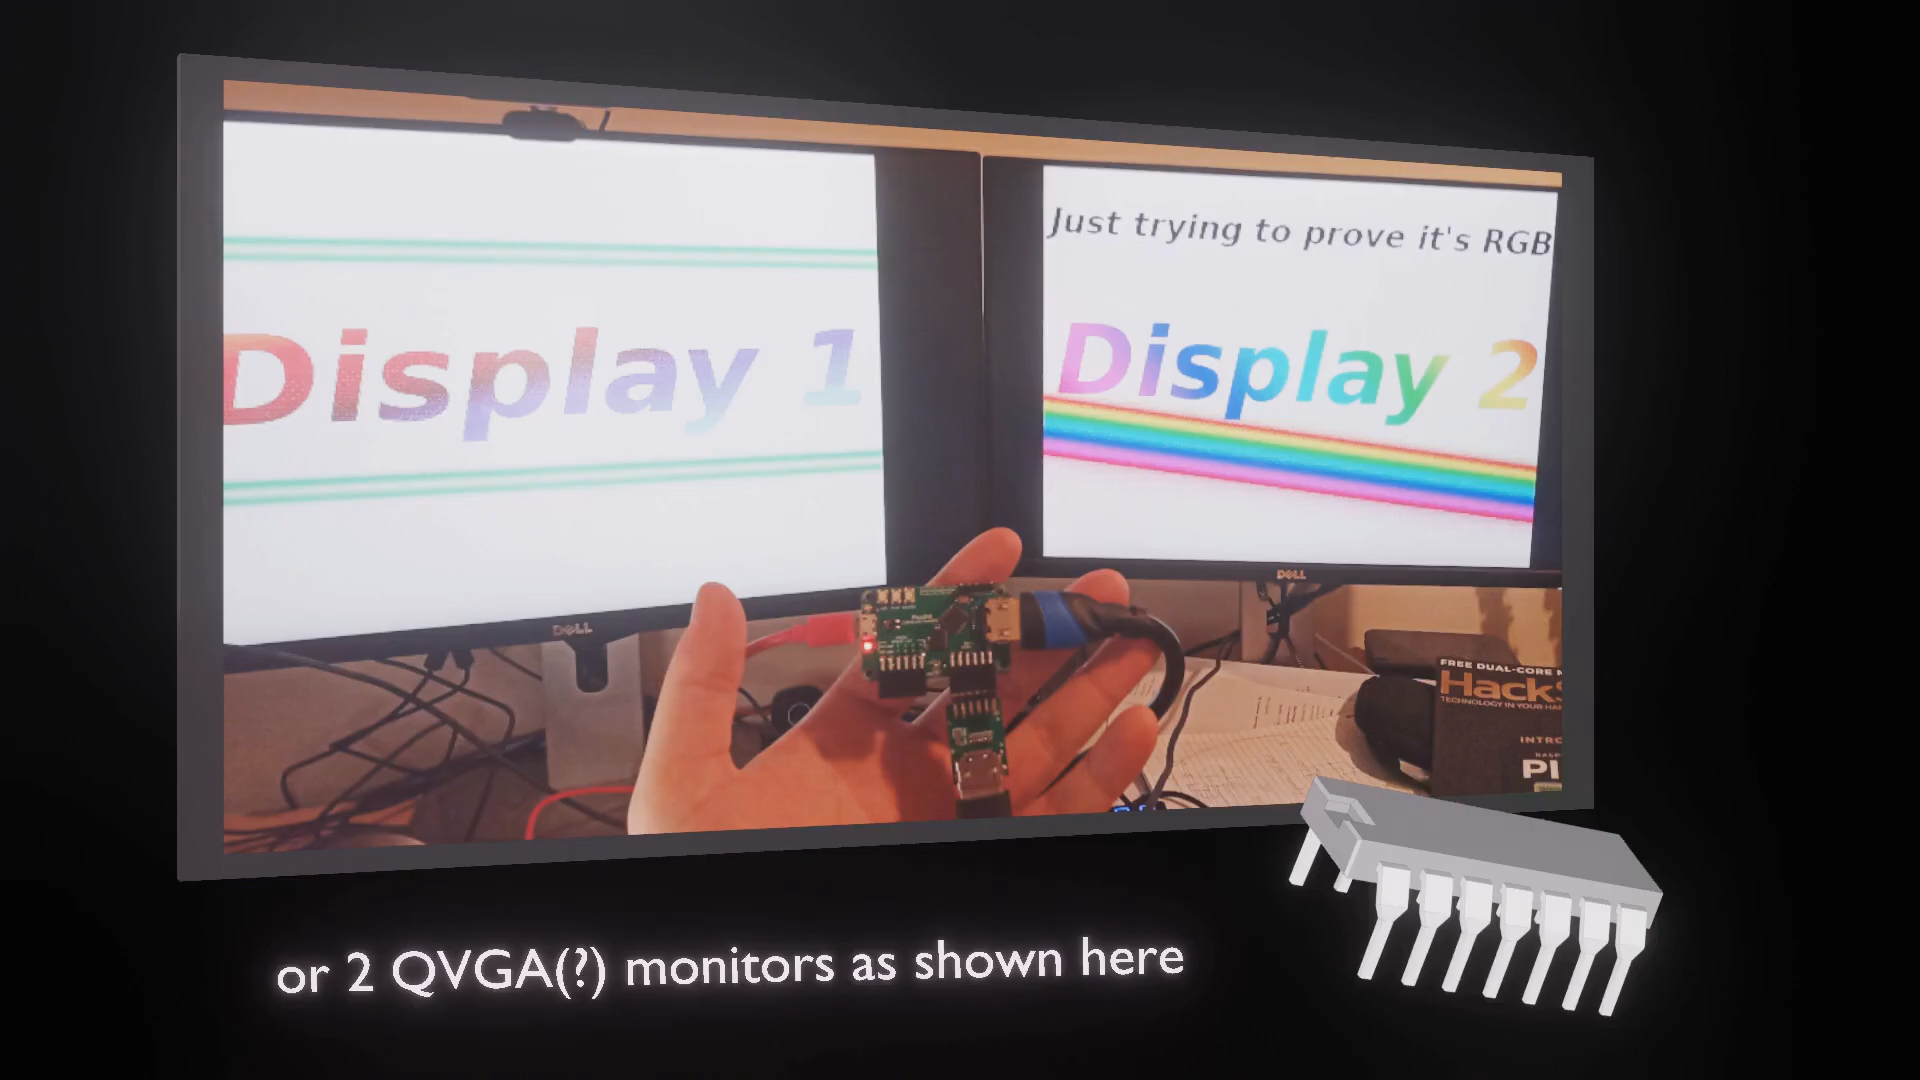 Just trying to prove it's RGB
Display 1
Display 2
DELL
DELL
FREE DUAL-CORE
HackS
TECHNOLOGY IN YOUR HA
INTRO
PI
or 2 QVGA(?) monitors as shown here